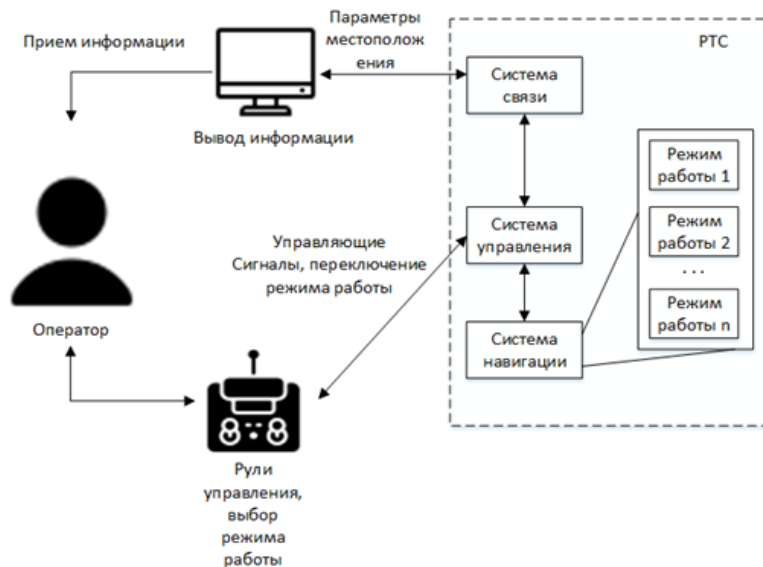 Прием информации
Параметры
местополож
ения
РТС
Система
связи
Вывод информации
Режим
работы 1
Режим
работы 2
. . .
Режим
работы n
Система
управления
Управляющие
Сигналы, переключение
режима работы
Оператор
Система
навигации
Рули
управления,
выбор
режима
работы